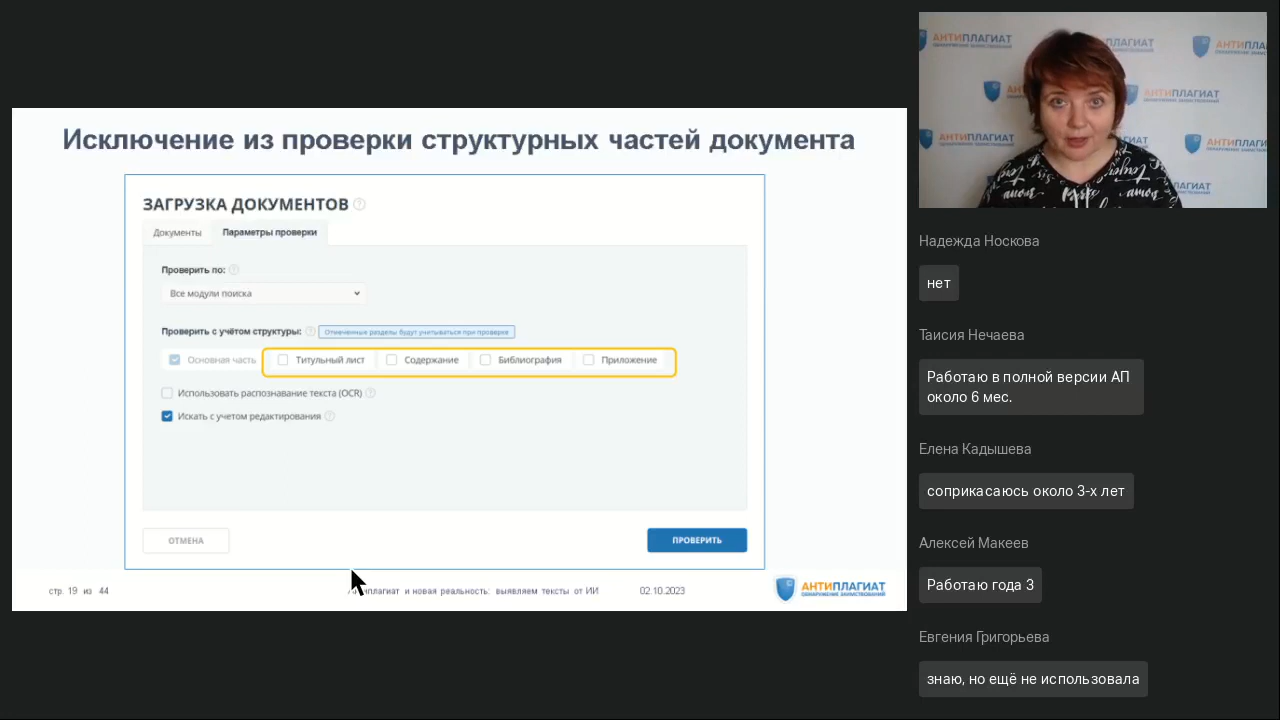 Исключение из проверки структурных частей документа
ЗАГРУЗКА ДОКУМЕНТОВ
Документы
Параметры проверки
Проверить по:
Все модули поиска
Проверить с учётом структуры:
Отмеченные разделы будут учитываться при проверке
Основная часть
Титульный лист
Содержание
Библиография
Приложение
Использовать распознавание текста (OCR)
Искать с учетом редактирования
ОТМЕНА
ПРОВЕРИТЬ
стр. 19 из 44
и новая реальность: выявляем тексты от ИИ
02.10.2023
АНТИПЛАГИАТ
ОБНАРУЖЕНИЕ ЗАИМСТВОВАНИЙ
АНТИПЛАГИАТ
АНТИПЛАГИАТ
Надежда Носкова
нет
Таисия Нечаева
Работаю в полной версии АП
около 6 мес.
Елена Кадышева
соприкасаюсь около 3-х лет
Алексей Макеев
Работаю года 3
Евгения Григорьева
знаю, но ещё не использовала